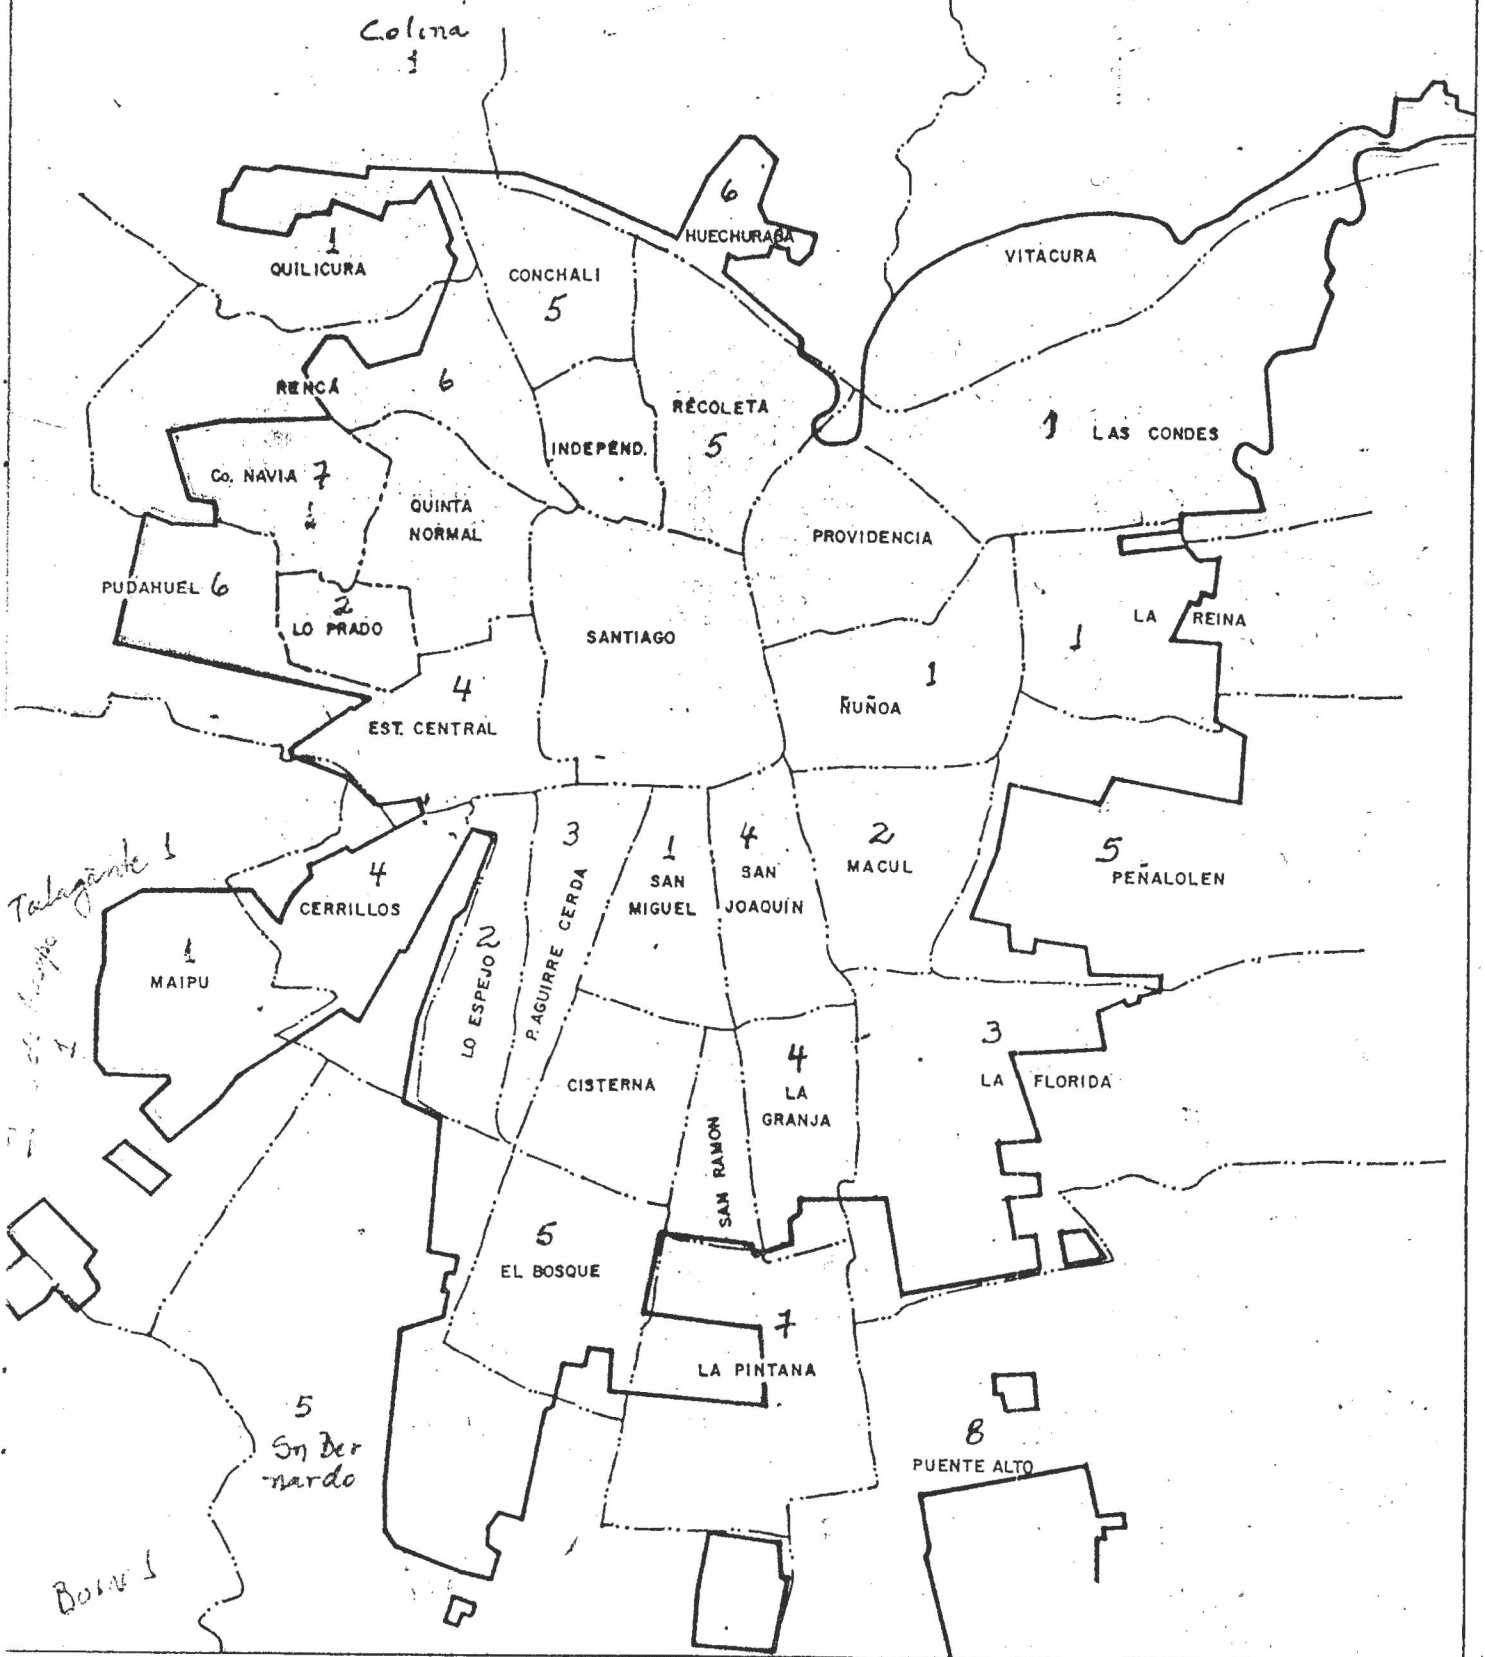 Colina
1
6
HUECHURABA
1
QUILICURA
CONCHALI
5
VITACURA
RENCA
6
RECOLETA
5
INDEPEND.
1 LAS CONDES
Co. NAVIA 7
QUINTA
NORMAL
PROVIDENCIA
PUDAHUEL 6
2
LO PRADO
SANTIAGO
LA REINA
1
4
EST. CENTRAL
1
ÑUÑOA
Talagante 1
4
CERRILLOS
3
P. AGUIRRE CERDA
1
SAN
MIGUEL
4
SAN
JOAQUÍN
2
MACUL
5
PEÑALOLEN
1
MAIPU
LO ESPEJO 2
CISTERNA
4
LA
GRANJA
3
LA FLORIDA
SAN RAMON
5
EL BOSQUE
7
LA PINTANA
5
Sn Ber
nardo
8
PUENTE ALTO